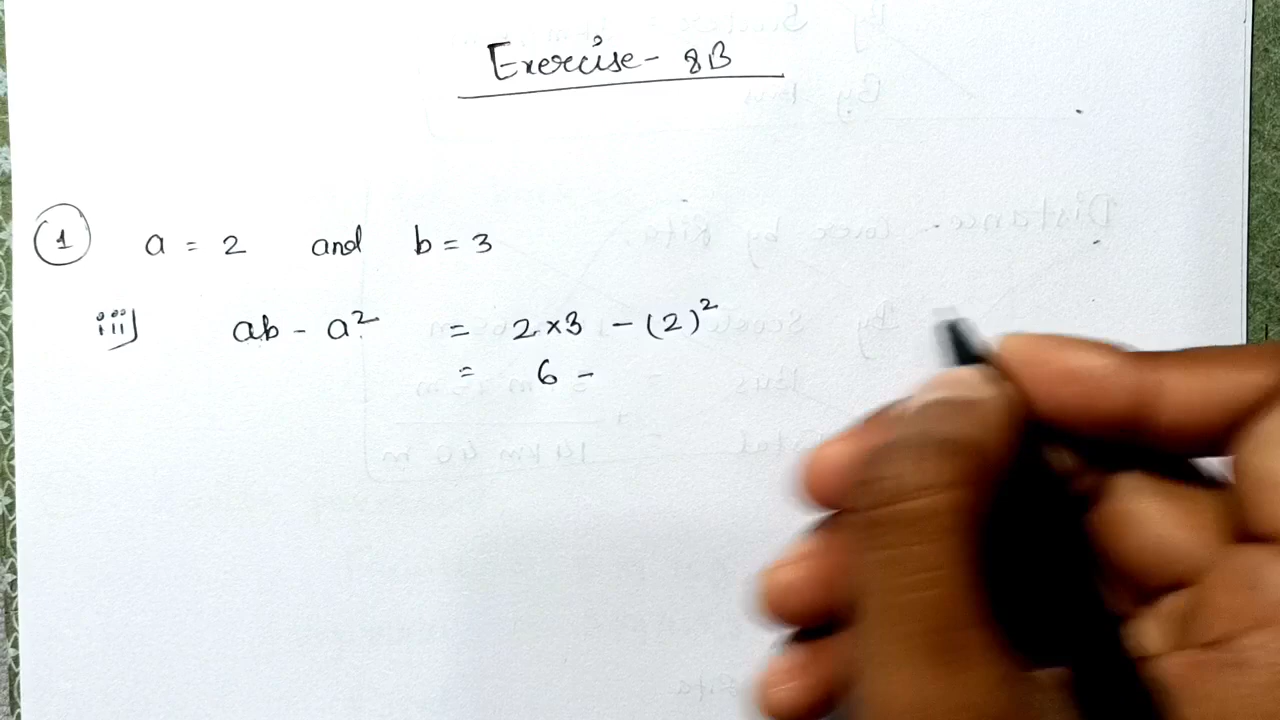 Exercise - 8B
1 a = 2 and b = 3
iii) ab - a² = 2 × 3 - (2)²
= 6 -